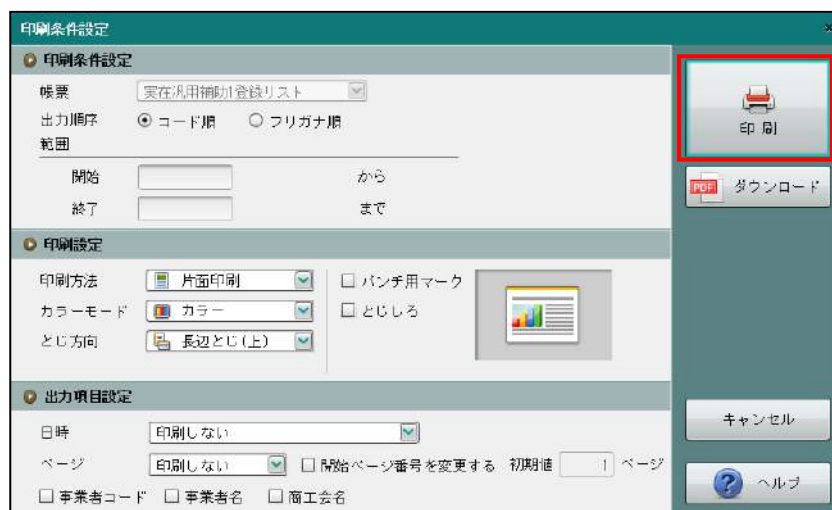 印刷条件設定
印刷条件設定
帳票 実在汎用補助1登録リスト
出力順序 コード順 フリガナ順
範囲
開始 から
終了 まで
印刷設定
印刷方法 片面印刷 パンチ用マーク
カラーモード カラー とじしろ
とじ方向 長辺とじ(上)
出力項目設定
日時 印刷しない
ページ 印刷しない 開始ページ番号を変更する 初期値 1 ページ
事業者コード 事業者名 商工会名
印刷
PDF ダウンロード
キャンセル
? ヘルプ